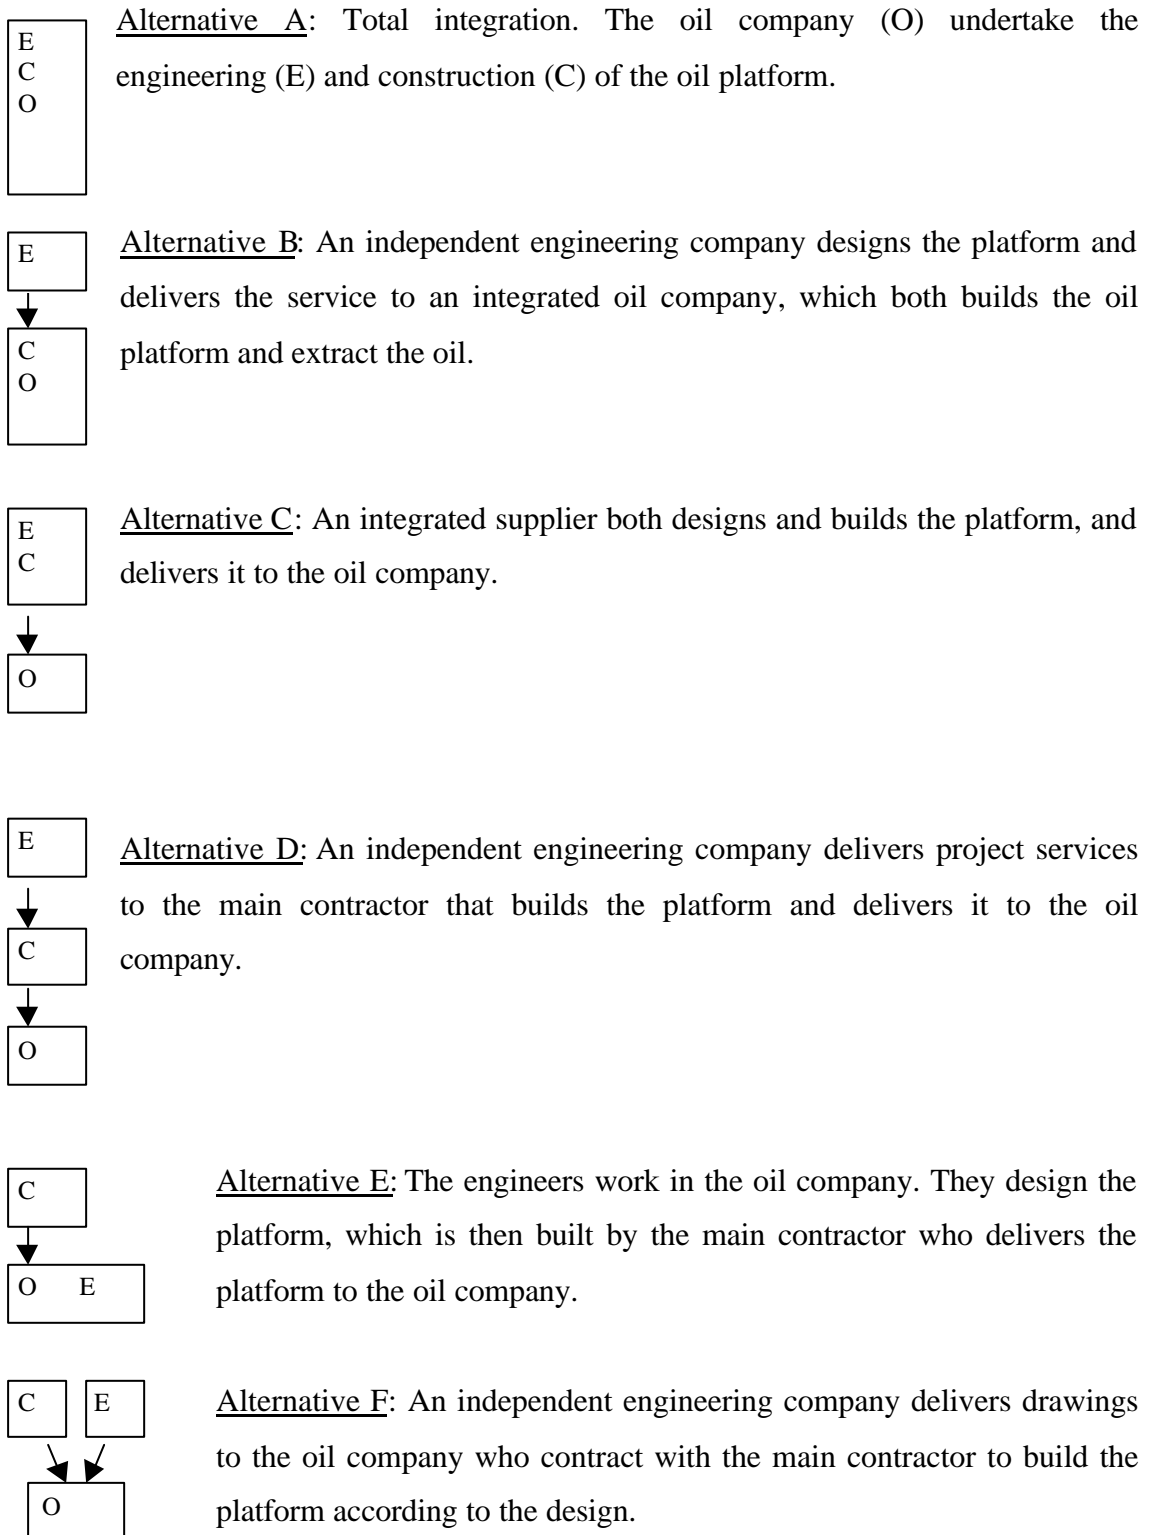 E
C
O
Alternative A: Total integration. The oil company (O) undertake the
engineering (E) and construction (C) of the oil platform.
E
C
O
Alternative B: An independent engineering company designs the platform and
delivers the service to an integrated oil company, which both builds the oil
platform and extract the oil.
E
C
O
Alternative C: An integrated supplier both designs and builds the platform, and
delivers it to the oil company.
E
C
O
Alternative D: An independent engineering company delivers project services
to the main contractor that builds the platform and delivers it to the oil
company.
C
O E
Alternative E: The engineers work in the oil company. They design the
platform, which is then built by the main contractor who delivers the
platform to the oil company.
C E
O
Alternative F: An independent engineering company delivers drawings
to the oil company who contract with the main contractor to build the
platform according to the design.